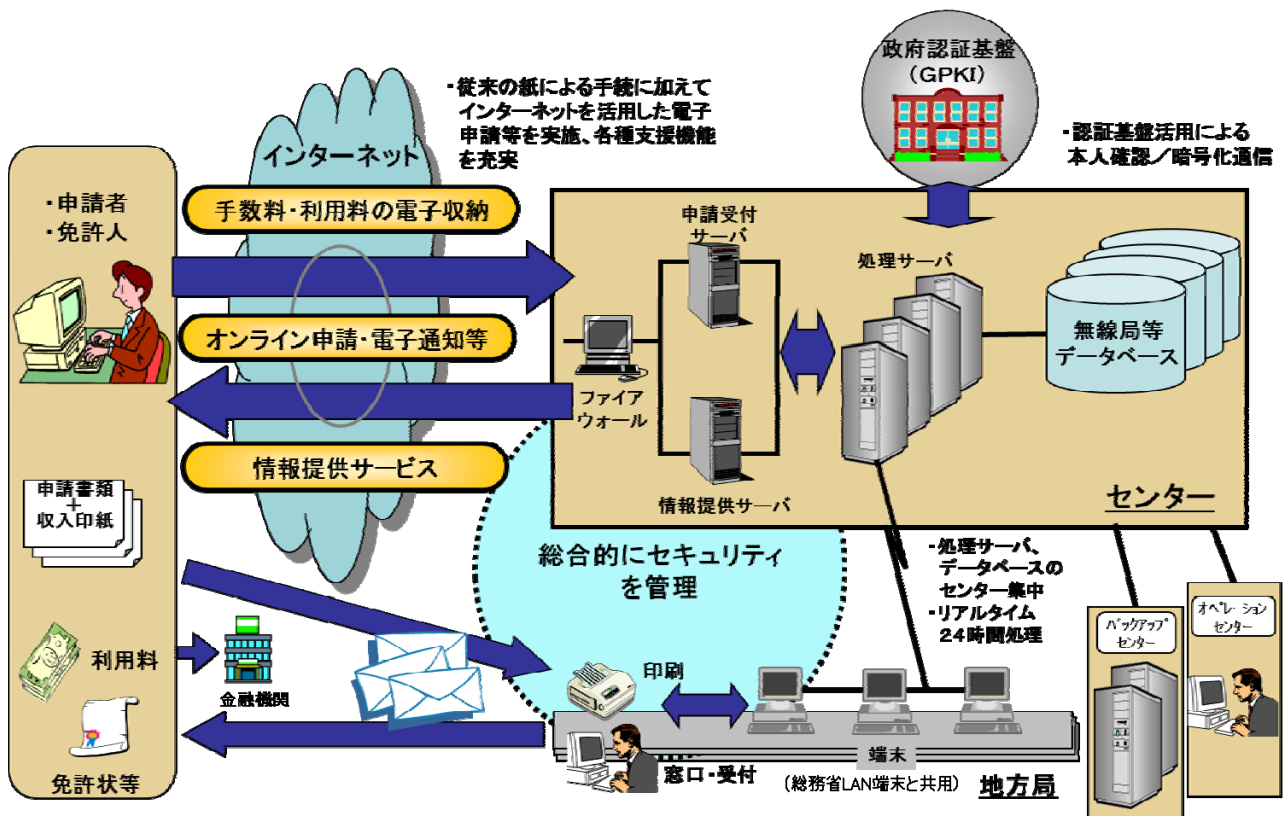 政府認証基盤
（GPKI）
・従来の紙による手続に加えて
インターネットを活用した電子
申請等を実施、各種支援機能
を充実
・認証基盤活用による
本人確認／暗号化通信
インターネット
・申請者
・免許人
手数料・利用料の電子収納
オンライン申請・電子通知等
情報提供サービス
申請受付
サーバ
処理サーバ
無線局等
データベース
ファイア
ウォール
情報提供サーバ
センター
申請書類
＋
収入印紙
総合的にセキュリティ
を管理
・処理サーバ、
データベースの
センター集中
・リアルタイム
２４時間処理
バックアップ
センター
オペレーション
センター
利用料
金融機関
免許状等
印刷
窓口・受付
端末
（総務省LAN端末と共用）
地方局